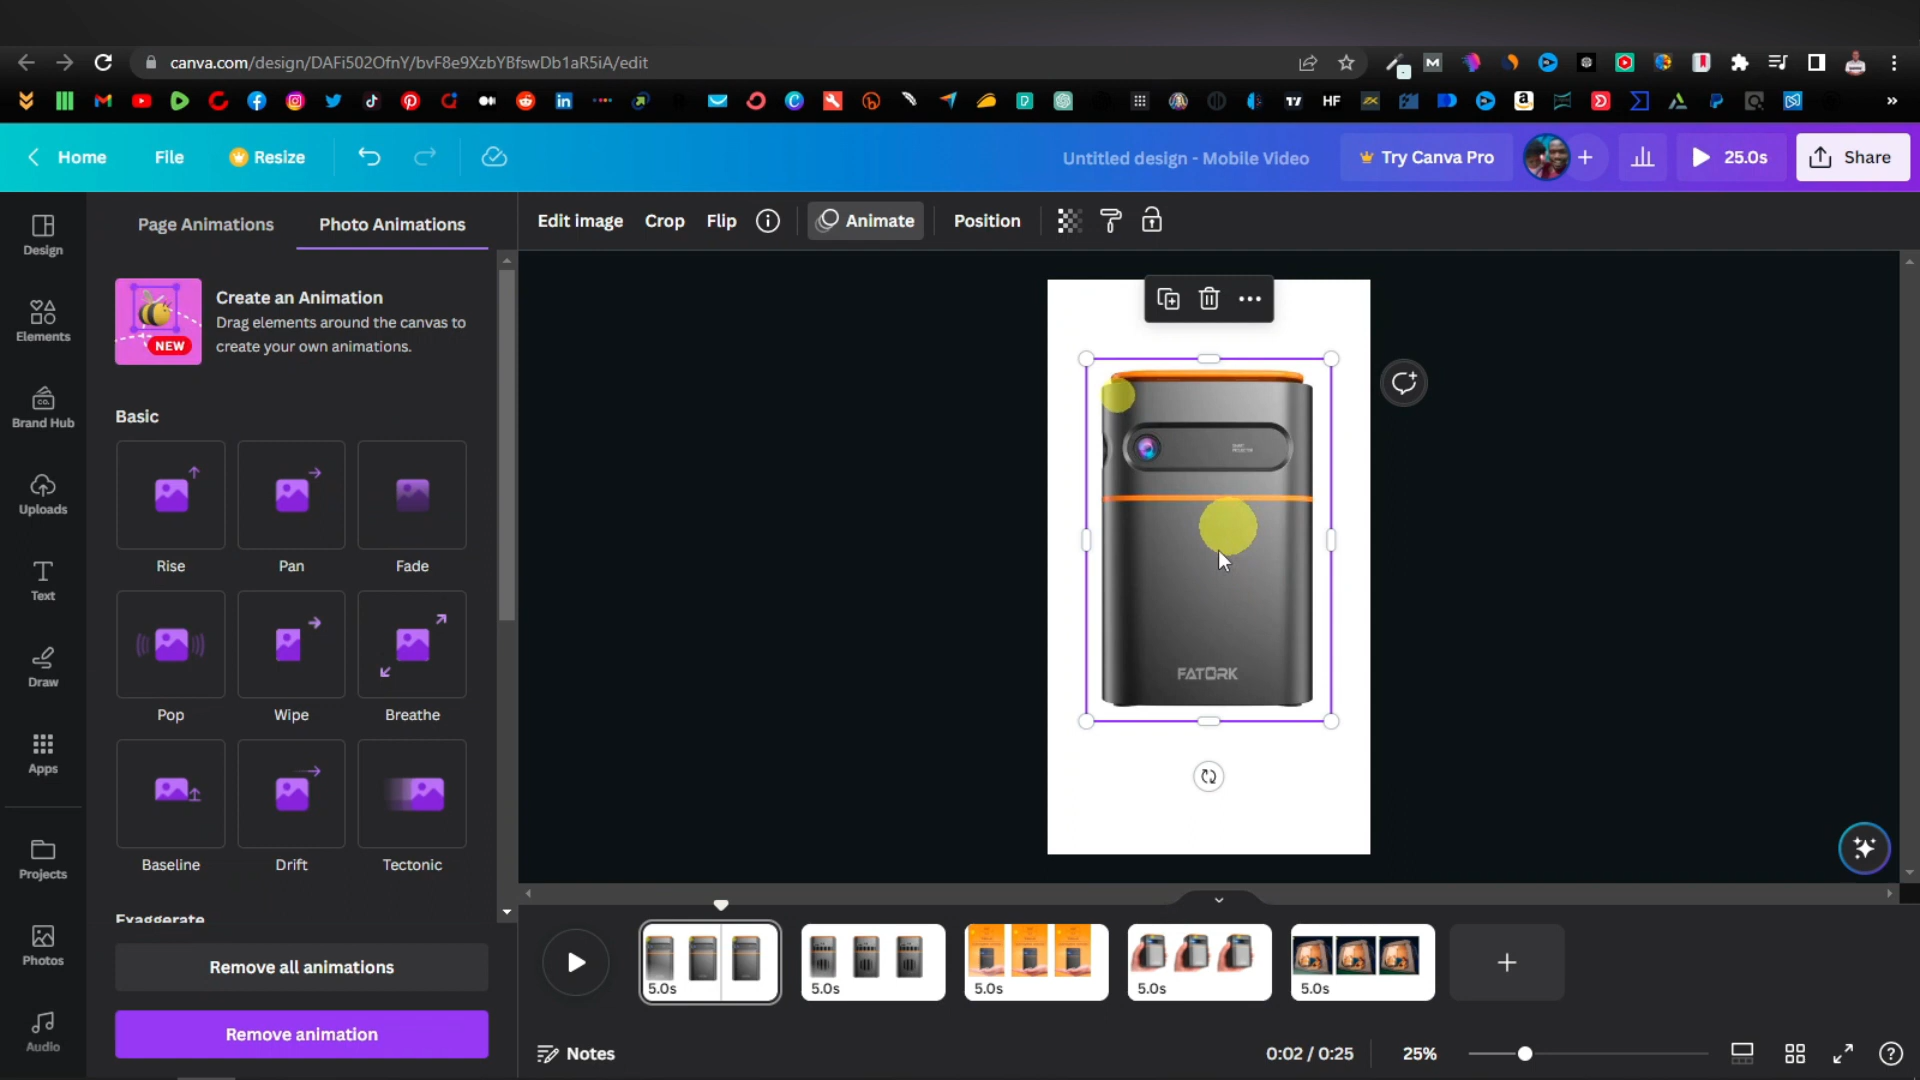 canva.com/design/DAFi502OfnY/bvF8e9XzbYBfswDb1aR5iA/edit
Home
File
Resize
Untitled design - Mobile Video
Try Canva Pro
25.0s
Share
Design
Elements
Brand Hub
Uploads
Text
Draw
Apps
Projects
Photos
Audio
Page Animations
Photo Animations
NEW
Create an Animation
Drag elements around the canvas to
create your own animations.
Basic
Rise
Pan
Fade
Pop
Wipe
Breathe
Baseline
Drift
Tectonic
Exaggerate
Remove all animations
Remove animation
Edit image
Crop
Flip
Animate
Position
FATORK
5.0s
5.0s
5.0s
5.0s
5.0s
Notes
0:02 / 0:25
25%